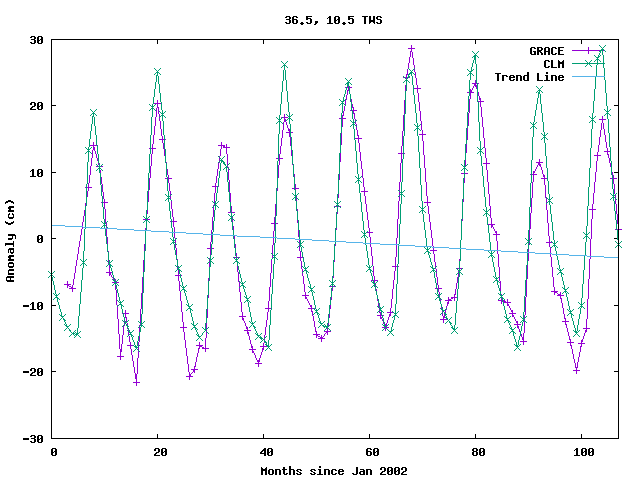 36.5, 10.5 TWS
GRACE
CLM
Trend Line
30
20
10
0
-10
-20
-30
Anomaly (cm)
0 20 40 60 80 100
Months since Jan 2002